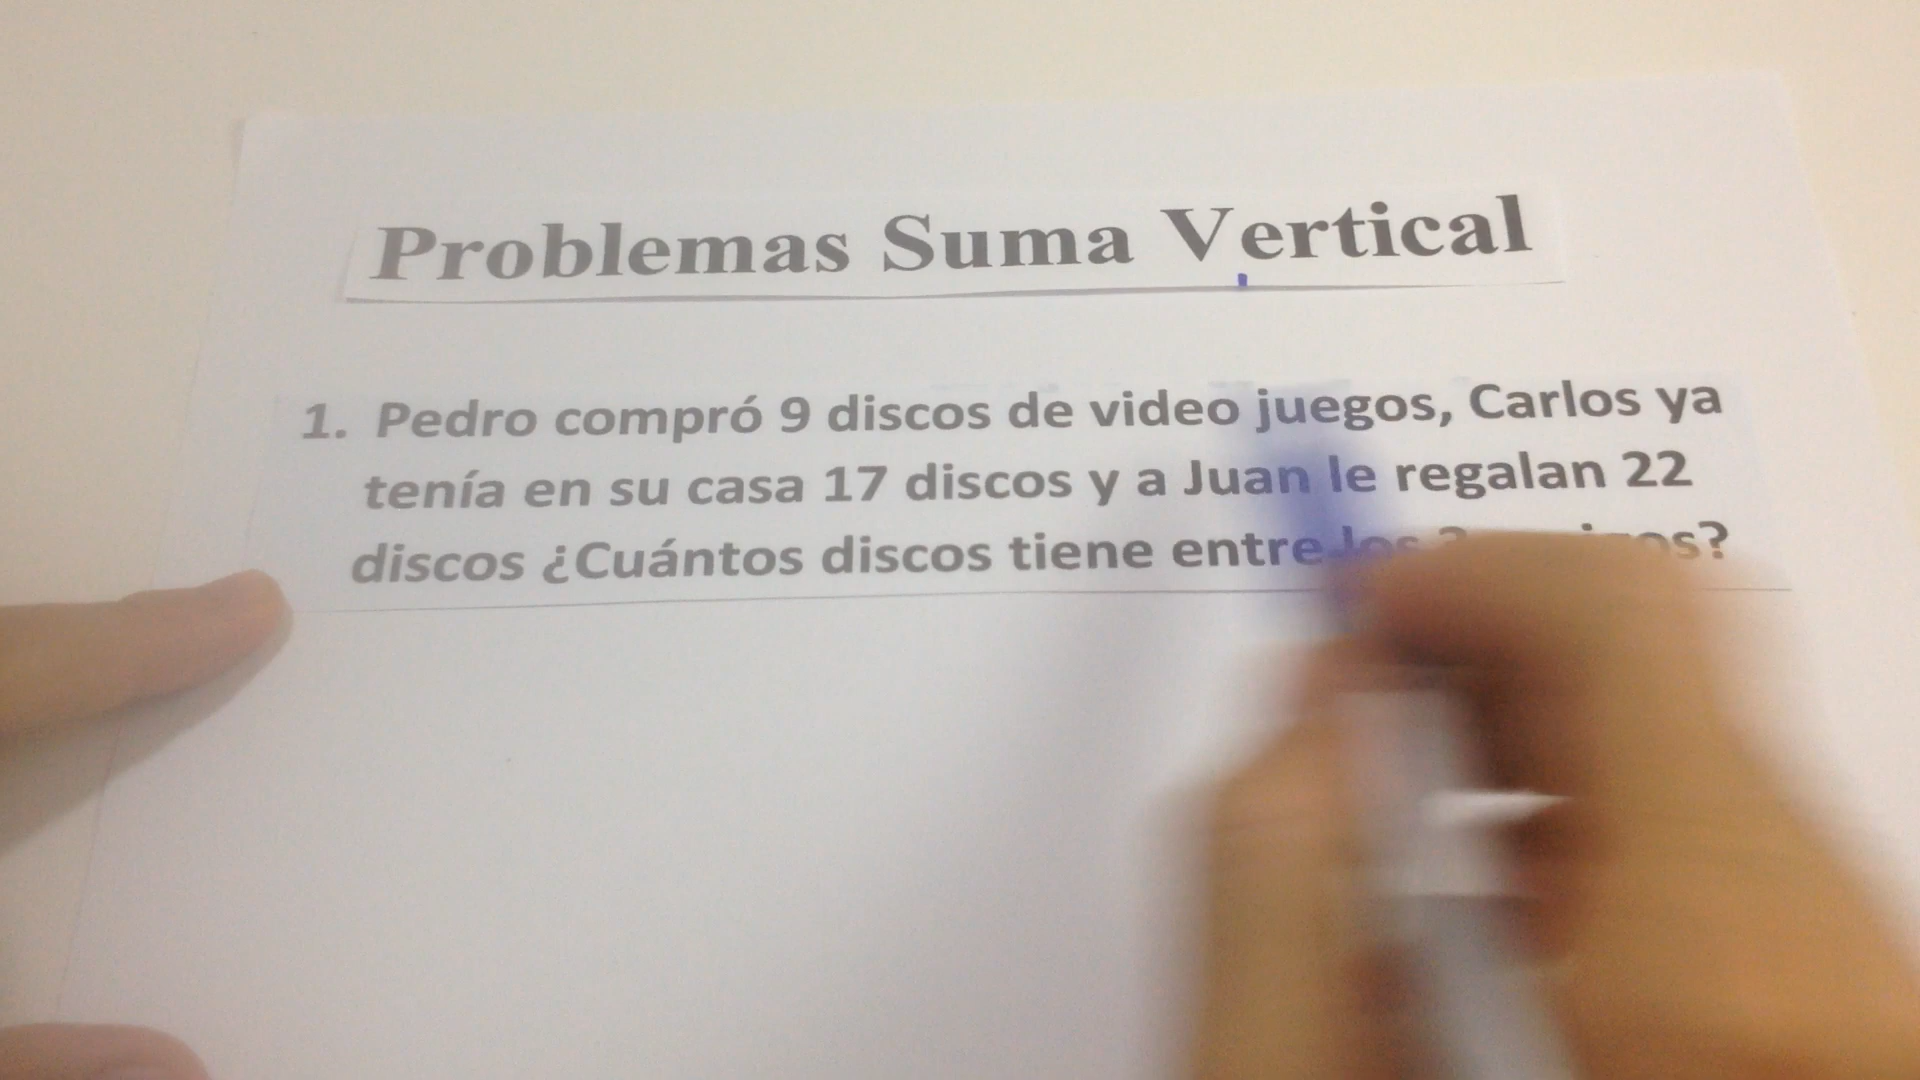 Problemas Suma Vertical
1. Pedro compró 9 discos de video juegos, Carlos ya
tenía en su casa 17 discos y a Juan le regalan 22
discos ¿Cuántos discos tiene entre los